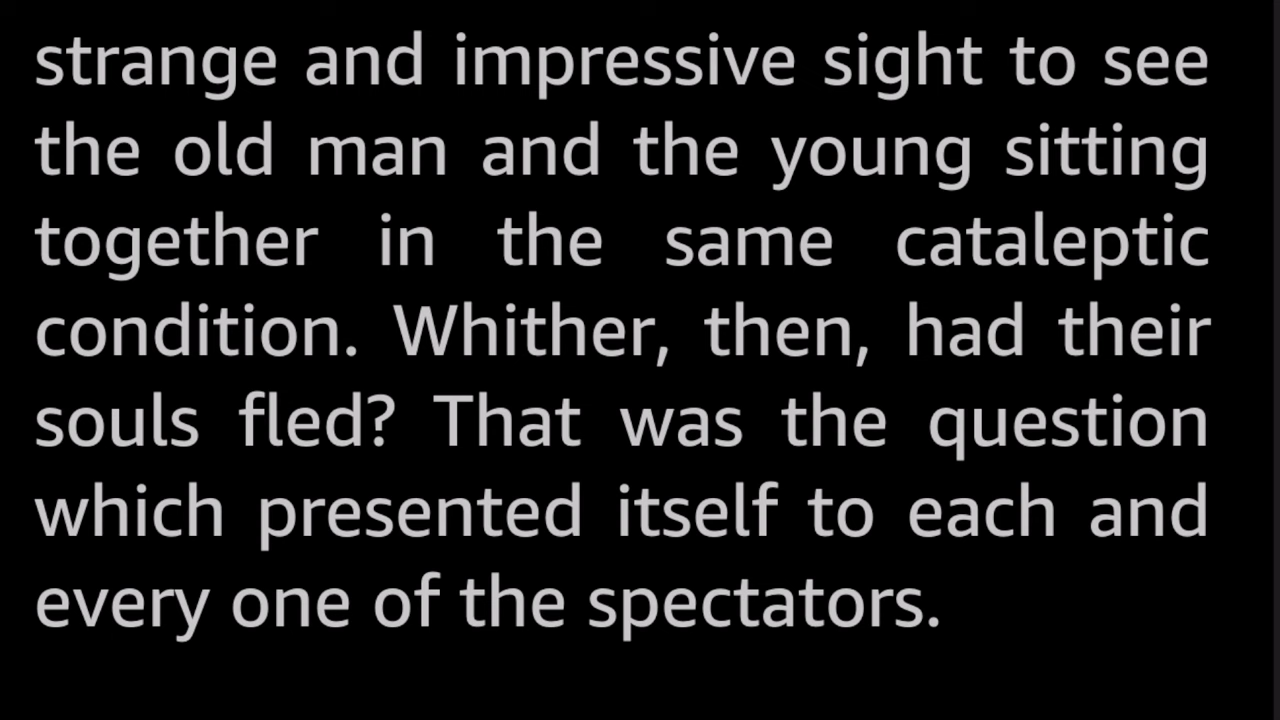 strange and impressive sight to see
the old man and the young sitting
together in the same cataleptic
condition. Whither, then, had their
souls fled? That was the question
which presented itself to each and
every one of the spectators.